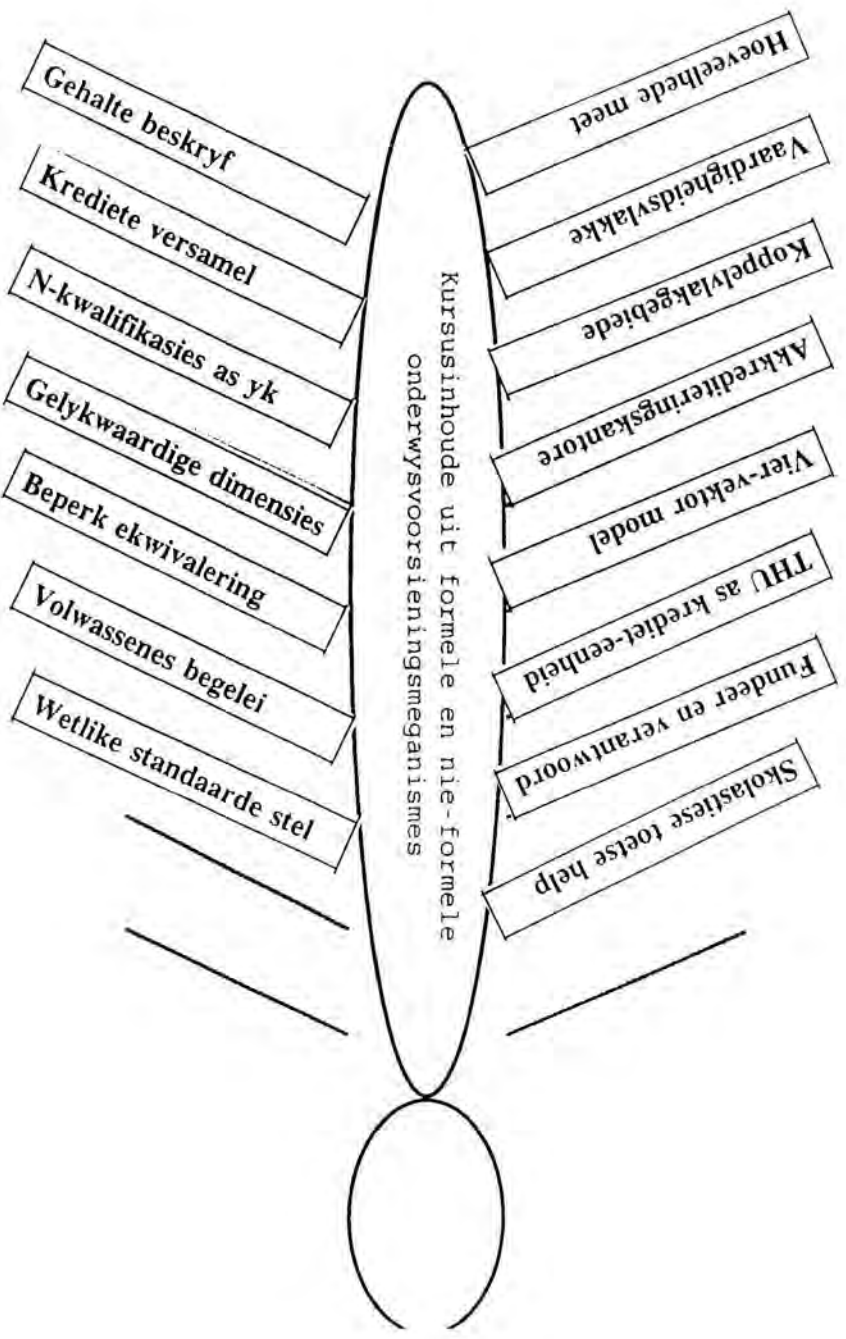 Gehalte beskryf
Krediete versamel
N-kwalifikasies as yk
Gelykwaardige dimensies
Beperk ekwivalering
Volwassenes begelei
Wetlike standaarde stel
Kursusinhoude uit formele en nie-formele
onderwysvoorsieningsmeganismes
Hoeveelhede meet
Vaardigheidsvlakke
Koppelvlakgebiede
Akkrediteringskantore
Vier-vektor model
THU as krediet-eenheid
Fundeer en verantwoord
Skolastiese toetse help